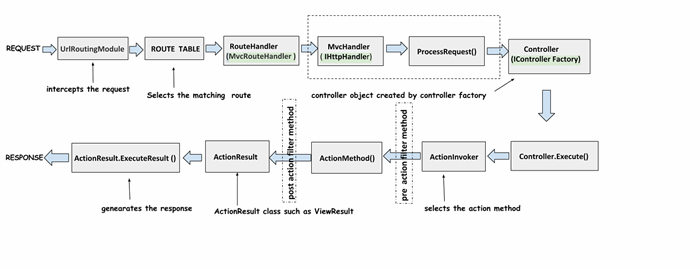 REQUEST
UrlRoutingModule
ROUTE TABLE
RouteHandler
(MvcRouteHandler )
MvcHandler
( IHttpHandler)
ProcessRequest()
Controller
(IController Factory)
intercepts the request
Selects the matching route
controller object created by controller factory
RESPONSE
ActionResult.ExecuteResult ()
ActionResult
post action filter method
ActionMethod()
pre action filter method
ActionInvoker
Controller.Execute()
genearates the response
ActionResult class such as ViewResult
selects the action method